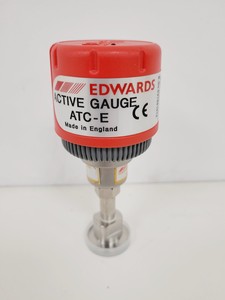 EDWARDS
ACTIVE GAUGE
ATC-E
CE
Made in England